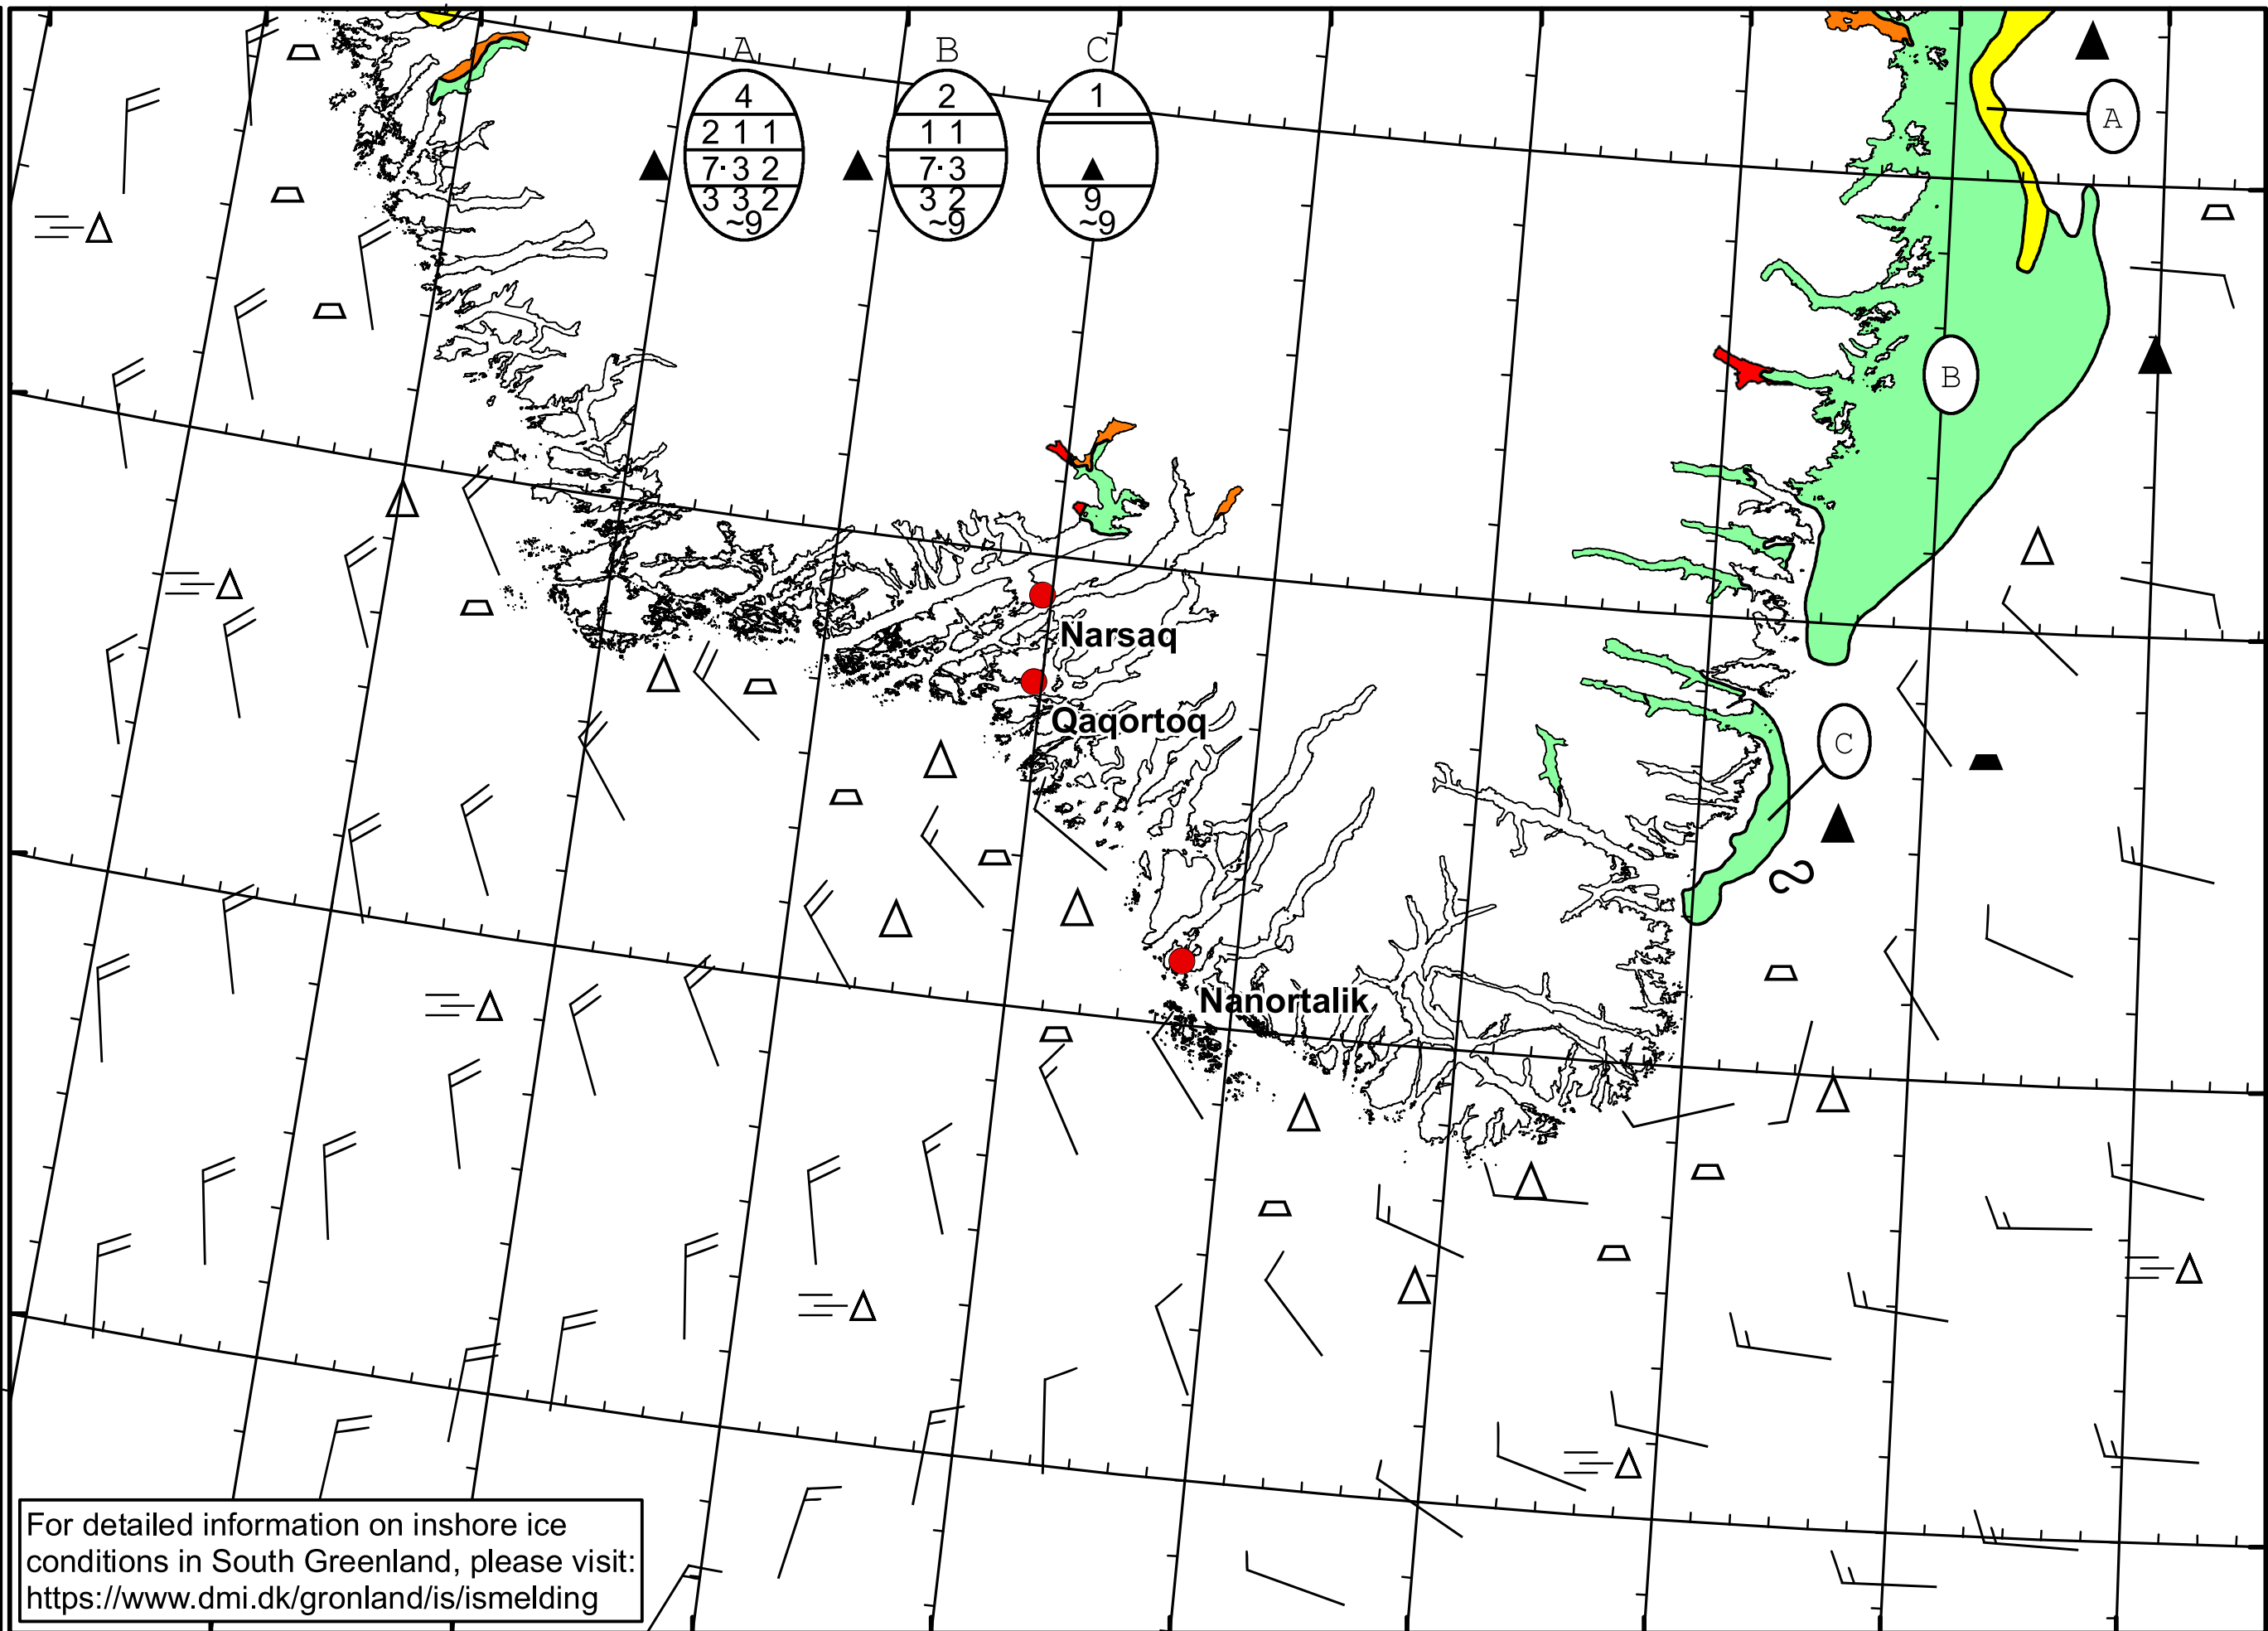 A B C
4
2 1 1
7· 3 2
3 3 2
~9
2
1 1
7· 3
3 2
~9
1
9
~9
A
B
Narsaq
Qaqortoq
C
Nanortalik
For detailed information on inshore ice
conditions in South Greenland, please visit:
https://www.dmi.dk/gronland/is/ismelding